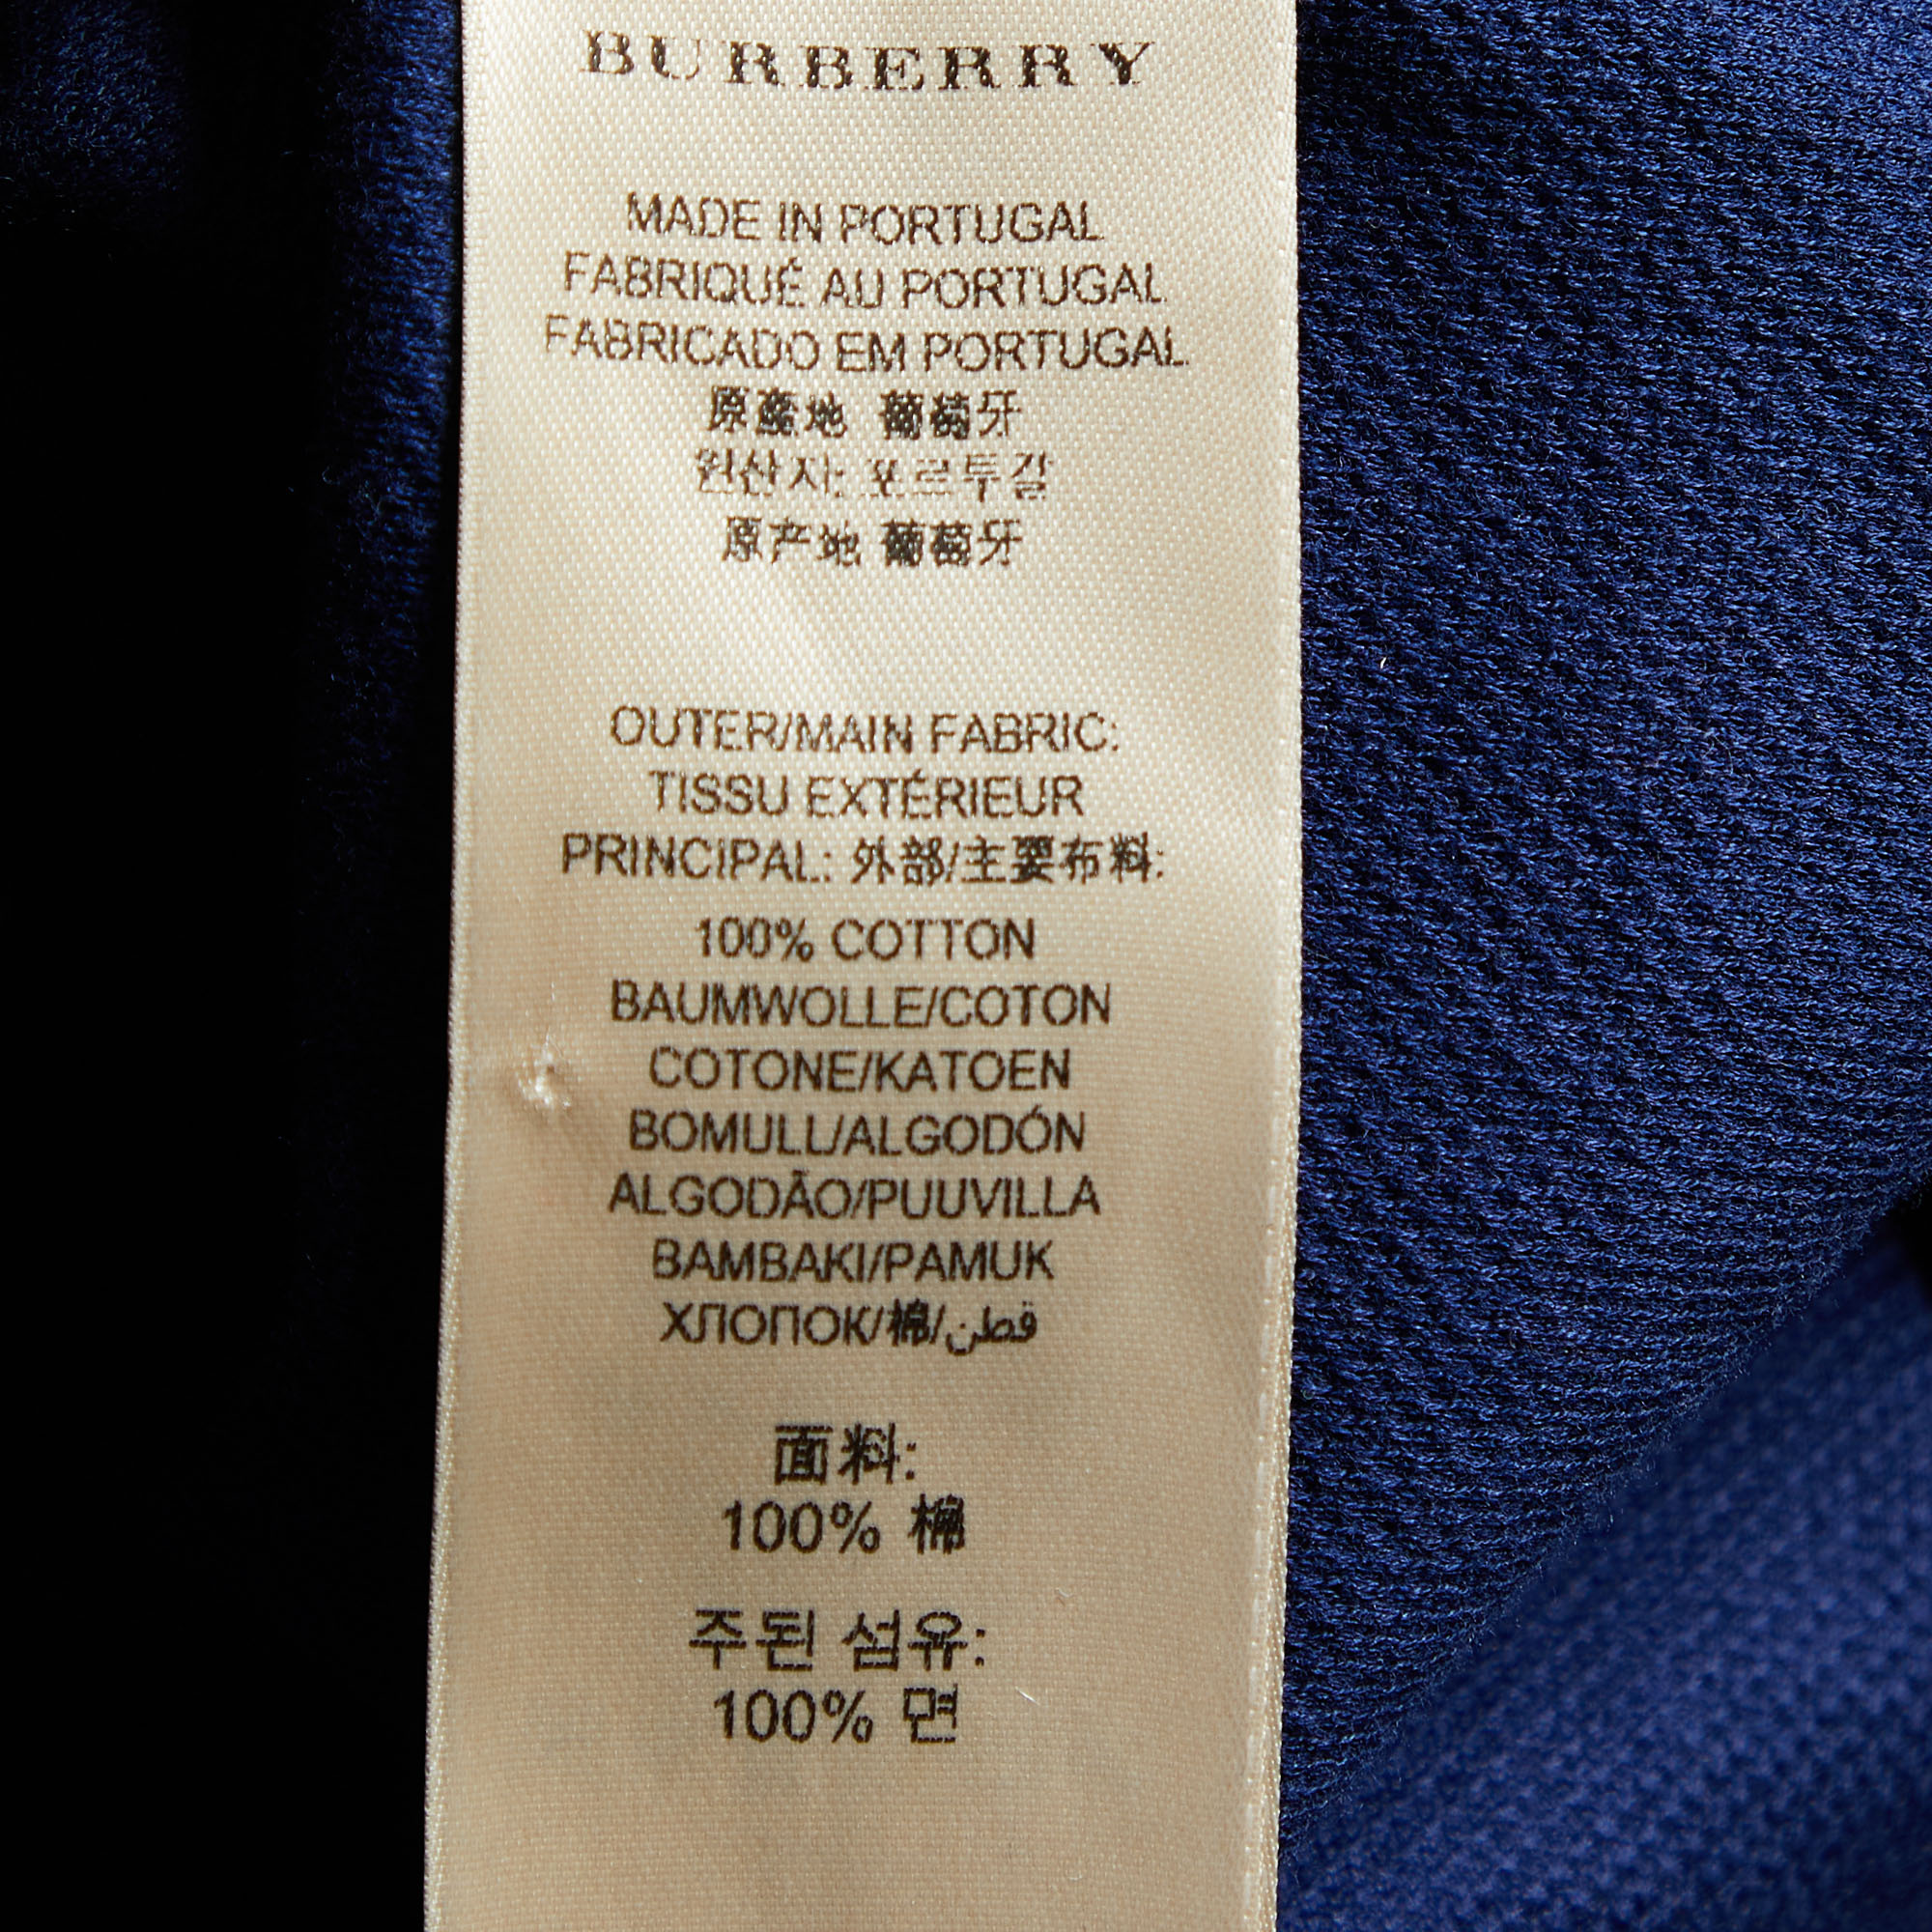 BURBERRY
MADE IN PORTUGAL
FABRIQUÉ AU PORTUGAL
FABRICADO EM PORTUGAL
原產地 葡萄牙
원산자: 포르투갈
原产地 葡萄牙
OUTER/MAIN FABRIC:
TISSU EXTÉRIEUR
PRINCIPAL: 外部/主要布料:
100% COTTON
BAUMWOLLE/COTON
COTONE/KATOEN
BOMULL/ALGODÓN
ALGODÃO/PUUVILLA
BAMBAKI/PAMUK
ХЛОПОК/棉/قطن
面料:
100% 棉
주된 섬유:
100% 면